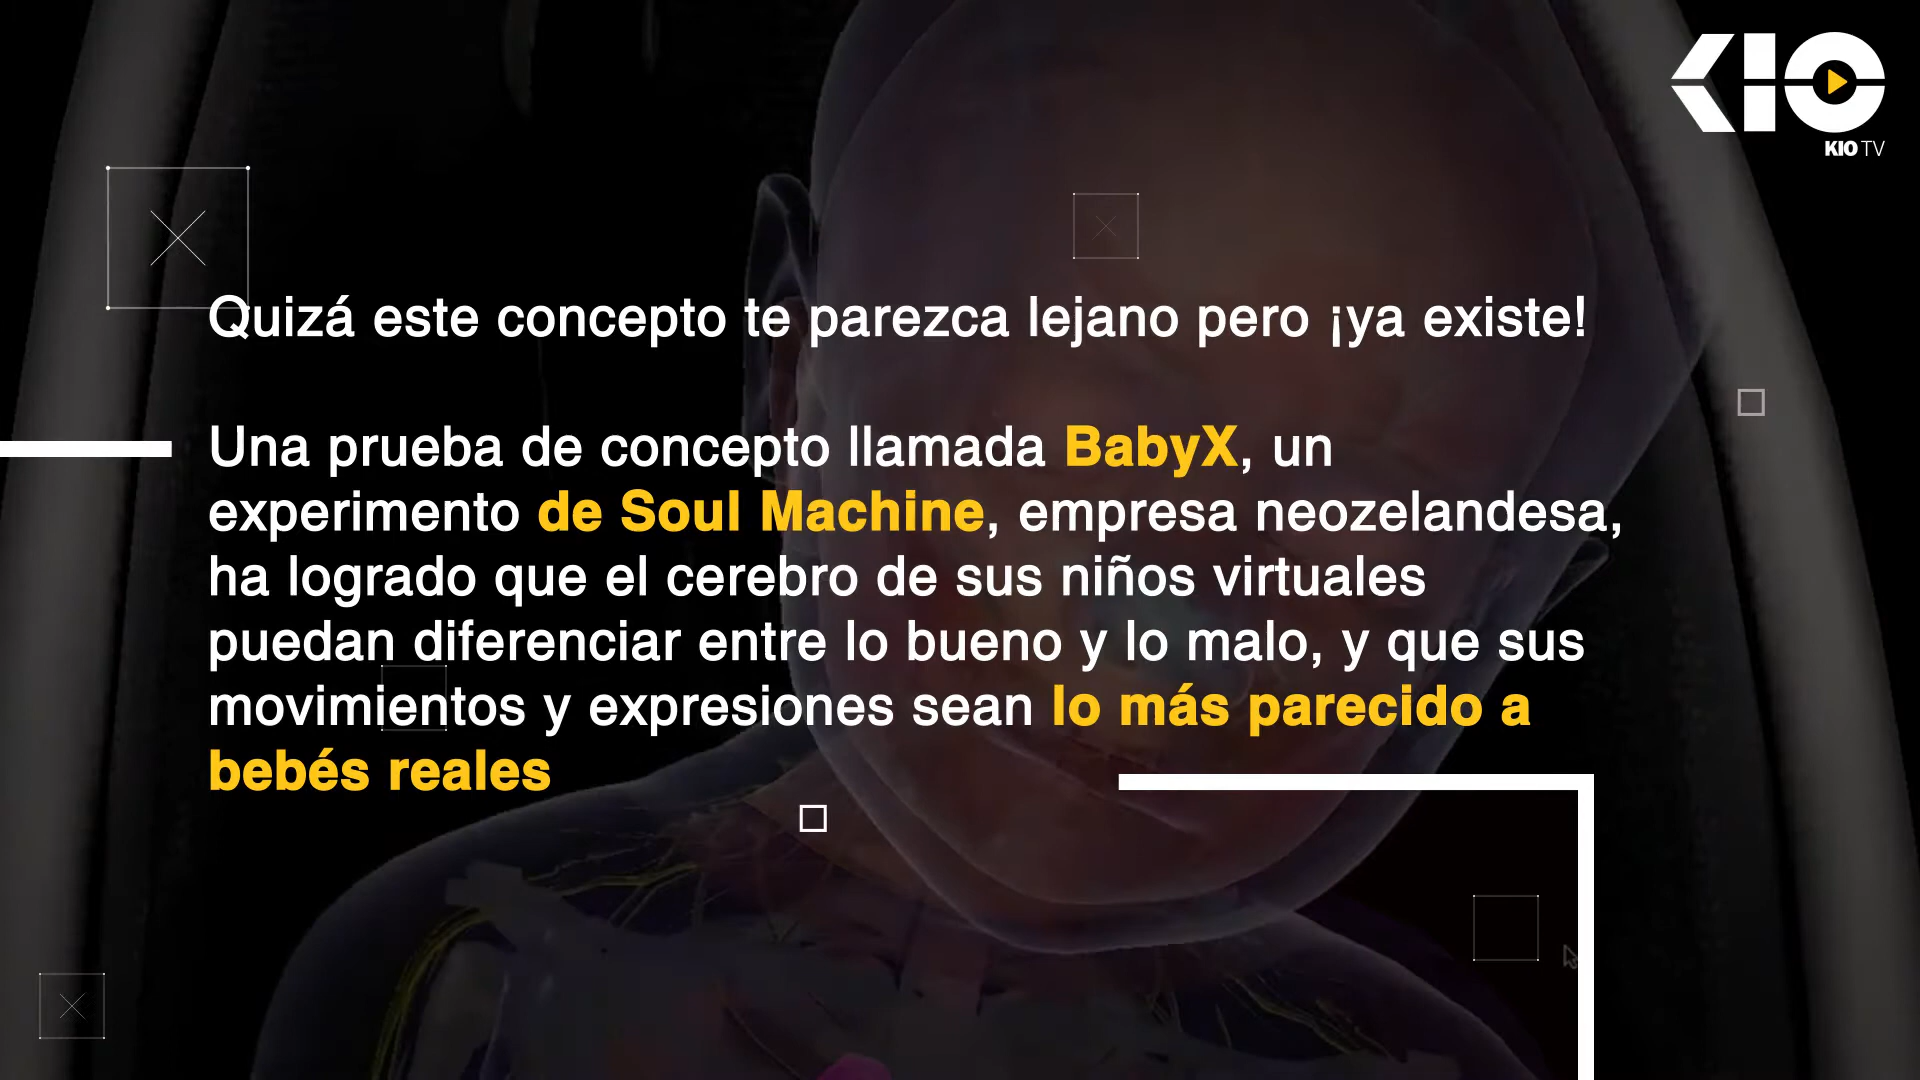 KIO
KIO TV
Quizá este concepto te parezca lejano pero ¡ya existe!
Una prueba de concepto llamada BabyX, un
experimento de Soul Machine, empresa neozelandesa,
ha logrado que el cerebro de sus niños virtuales
puedan diferenciar entre lo bueno y lo malo, y que sus
movimientos y expresiones sean lo más parecido a
bebés reales